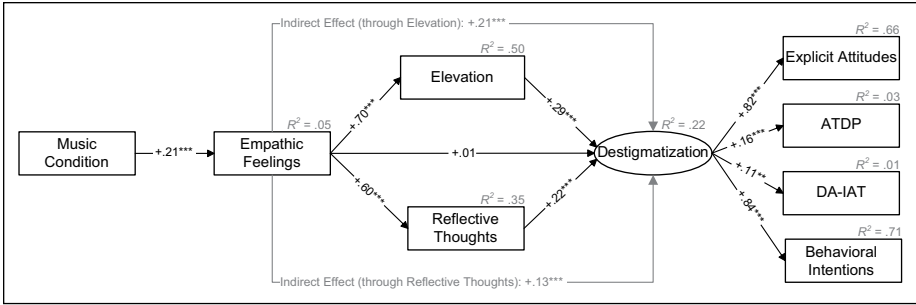 Indirect Effect (through Elevation): +.21***
R² = .66
Explicit Attitudes
R² = .50
Elevation
+.70***
+.29***
+.82***
R² = .03
ATDP
R² = .05
R² = .22
Music
Condition
+.21***
Empathic
Feelings
+.01
Destigmatization
+.16***
+.11**
R² = .01
DA-IAT
+.60***
R² = .35
Reflective
Thoughts
+.22***
+.84***
R² = .71
Behavioral
Intentions
Indirect Effect (through Reflective Thoughts): +.13***